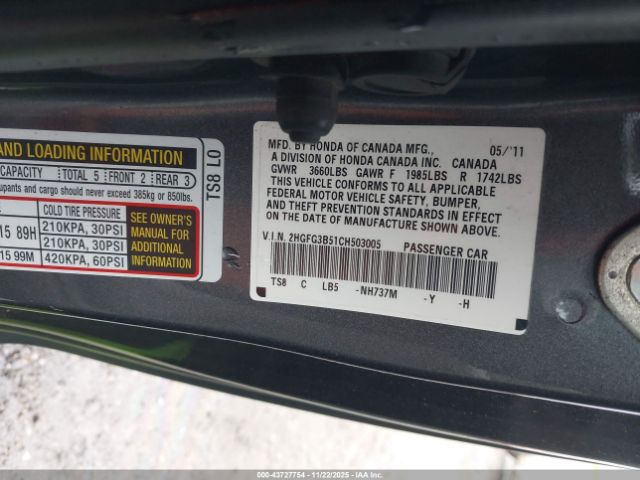 AND LOADING INFORMATION
CAPACITY TOTAL 5 FRONT 2 REAR 3
upants and cargo should never exceed 385kg or 850lbs.
COLD TIRE PRESSURE
15 89H 210KPA, 30PSI
210KPA, 30PSI
15 99M 420KPA, 60PSI
SEE OWNER'S
MANUAL FOR
ADDITIONAL
INFORMATION
TS8 L0
MFD. BY HONDA OF CANADA MFG., 05/'11
A DIVISION OF HONDA CANADA INC. CANADA
GVWR 3660LBS GAWR F 1985LBS R 1742LBS
THIS VEHICLE CONFORMS TO ALL APPLICABLE
FEDERAL MOTOR VEHICLE SAFETY, BUMPER,
AND THEFT PREVENTION STANDARDS IN EFFECT
ON THE DATE OF MANUFACTURE SHOWN ABOVE.
V.I.N. 2HGFG3B51CH503005 PASSENGER CAR
TS8 C LB5 -NH737M -Y -H
00-43727754 - 11/22/2025 - IAAI.COM